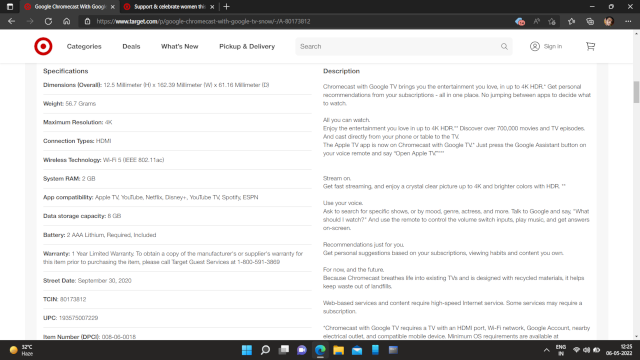 Google Chromecast With Google
Support & celebrate women thi
https://www.target.com/p/google-chromecast-with-google-tv-snow/-/A-80173812
Categories Deals What's New Pickup & Delivery Search Sign in
Specifications
Dimensions (Overall): 12.5 Millimeter (H) x 162.39 Millimeter (W) x 61.16 Millimeter (D)
Weight: 56.7 Grams
Maximum Resolution: 4K
Connection Types: HDMI
Wireless Technology: Wi-Fi 5 (IEEE 802.11ac)
System RAM: 2 GB
App compatibility: Apple TV, YouTube, Netflix, Disney+, YouTube TV, Spotify, ESPN
Data storage capacity: 8 GB
Battery: 2 AAA Lithium, Required, Included
Warranty: 1 Year Limited Warranty. To obtain a copy of the manufacturer's or supplier's warranty for
this item prior to purchasing the item, please call Target Guest Services at 1-800-591-3869
Street Date: September 30, 2020
TCIN: 80173812
UPC: 193575007229
Item Number (DPCI): 008-06-0018
Description
Chromecast with Google TV brings you the entertainment you love, in up to 4K HDR.* Get personal
recommendations from your subscriptions - all in one place. No jumping between apps to decide what
to watch.
All you can watch.
Enjoy the entertainment you love in up to 4K HDR.** Discover over 700,000 movies and TV episodes.
And cast directly from your phone or table to the TV.
The Apple TV app is now on Chromecast with Google TV.* Just press the Google Assistant button on
your voice remote and say "Open Apple TV."***
Stream on.
Get fast streaming, and enjoy a crystal-clear picture up to 4K and brighter colors with HDR. **
Use your voice.
Ask to search for specific shows, or by mood, genre, actress, and more. Talk to Google and say, "What
should I watch?" And use the remote to control the volume switch inputs, play music, and get answers
on-screen.
Recommendations just for you.
Get personal suggestions based on your subscriptions, viewing habits and content you own.
For now, and the future.
Because Chromecast breathes life into existing TVs and is designed with recycled materials, it helps
keep waste out of landfills.
Web-based services and content require high-speed Internet service. Some services may require a
subscription.
*Chromecast with Google TV requires a TV with an HDMI port, Wi-Fi network, Google Account, nearby
electrical outlet, and compatible mobile device. Minimum OS requirements are available at
32°C
Haze
ENG
IN
12:25
06-05-2022